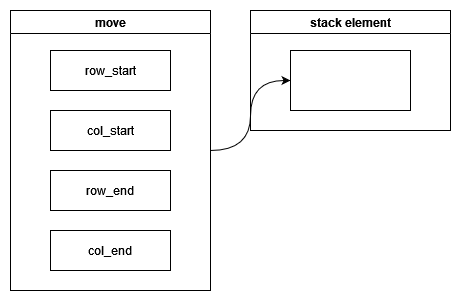 move
row_start
col_start
row_end
col_end
stack element